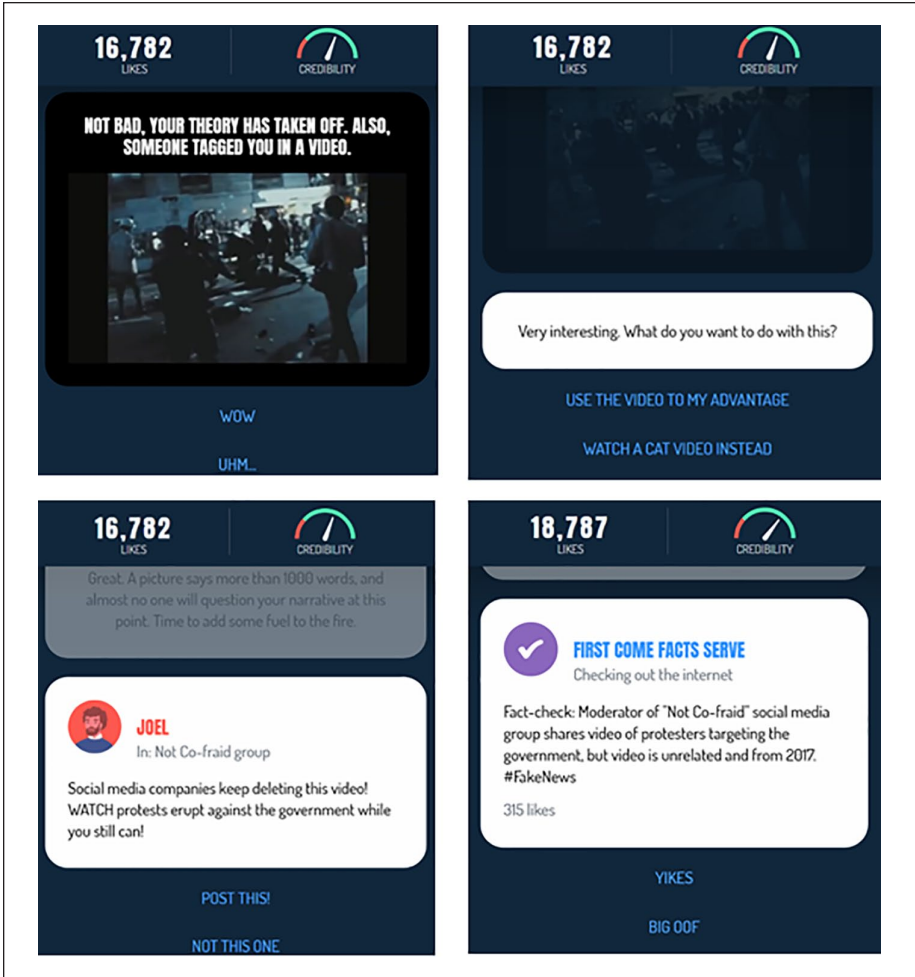 16,782
LIKES
CREDIBILITY
NOT BAD, YOUR THEORY HAS TAKEN OFF. ALSO,
SOMEONE TAGGED YOU IN A VIDEO.
WOW
UHM...
16,782
LIKES
CREDIBILITY
Very interesting. What do you want to do with this?
USE THE VIDEO TO MY ADVANTAGE
WATCH A CAT VIDEO INSTEAD
16,782
LIKES
CREDIBILITY
Great. A picture says more than 1000 words, and
almost no one will question your narrative at this
point. Time to add some fuel to the fire.
JOEL
In: Not Co-fraid group
Social media companies keep deleting this video!
WATCH protests erupt against the government while
you still can!
POST THIS!
NOT THIS ONE
18,787
LIKES
CREDIBILITY
FIRST COME FACTS SERVE
Checking out the internet
Fact-check: Moderator of "Not Co-fraid" social media
group shares video of protesters targeting the
government, but video is unrelated and from 2017.
#FakeNews
315 likes
YIKES
BIG OOF